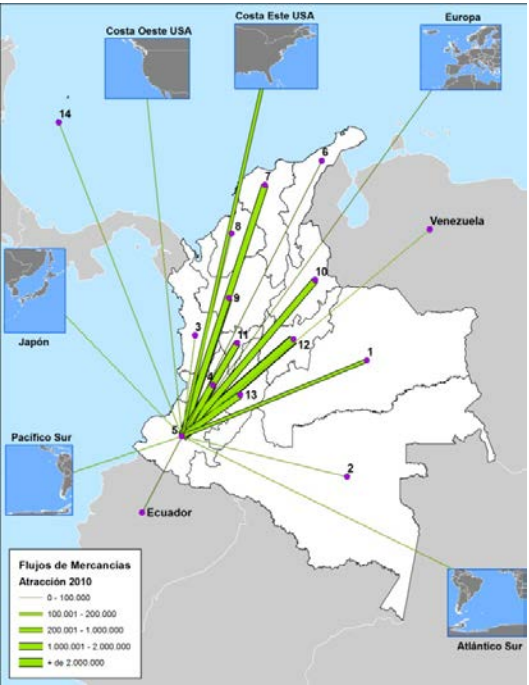 Costa Oeste USA
Costa Este USA
Europa
14
6
7
8
Venezuela
10
9
Japón
3
11
12
1
4
13
5
Pacífico Sur
2
Ecuador
Flujos de Mercancías
Atracción 2010
0 - 100.000
100.001 - 200.000
200.001 - 1.000.000
1.000.001 - 2.000.000
+ de 2.000.000
Atlántico Sur